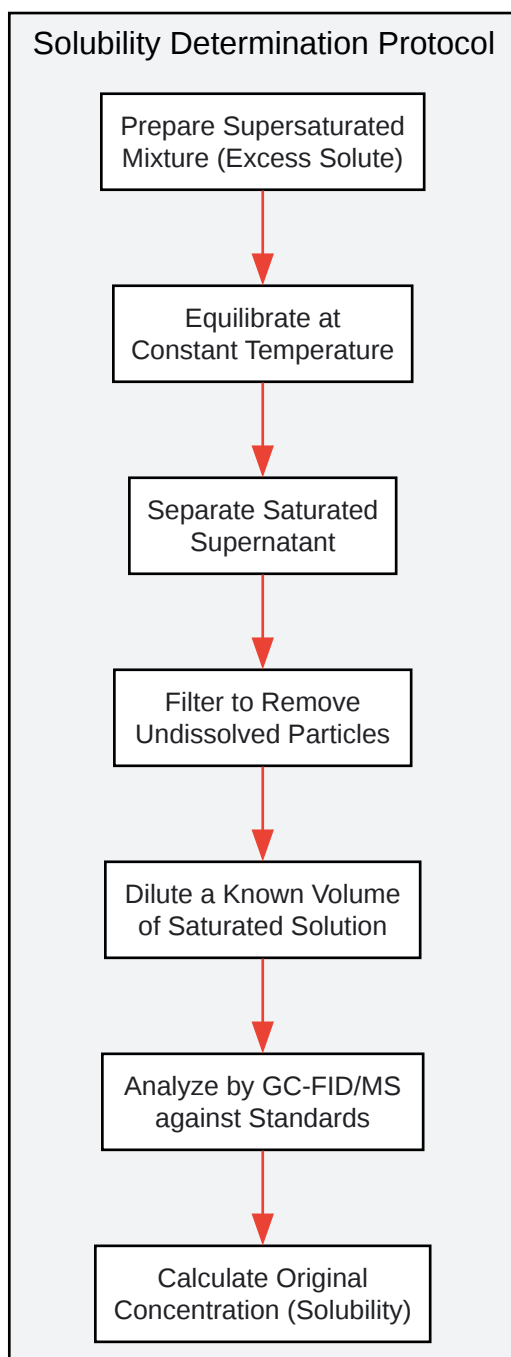 Solubility Determination Protocol
Prepare Supersaturated
Mixture (Excess Solute)
Equilibrate at
Constant Temperature
Separate Saturated
Supernatant
Filter to Remove
Undissolved Particles
Dilute a Known Volume
of Saturated Solution
Analyze by GC-FID/MS
against Standards
Calculate Original
Concentration (Solubility)